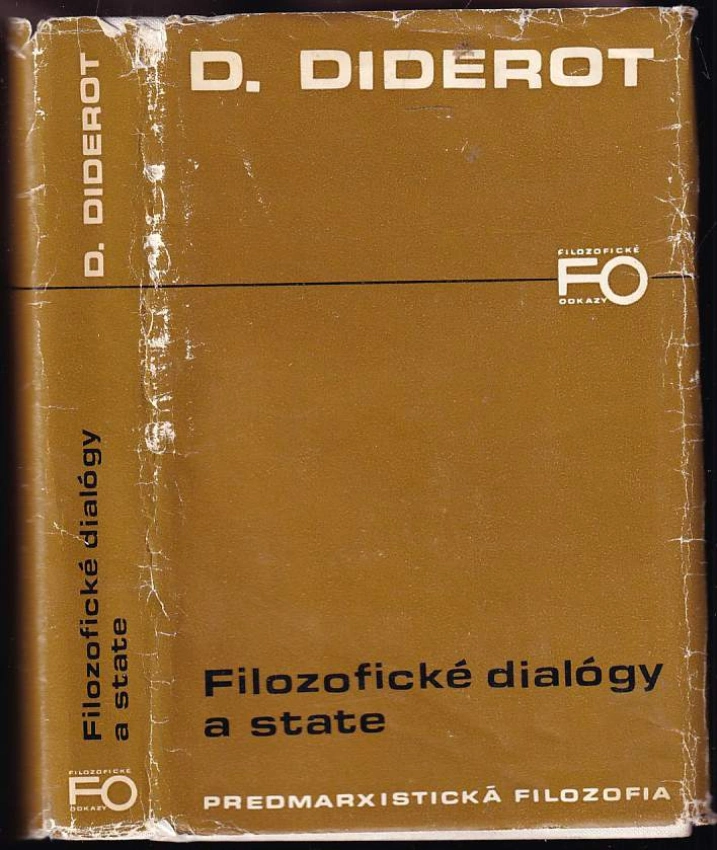 D. DIDEROT
FILOZOFICKÉ
FO
ODKAZY
Filozofické dialógy
a state
PREDMARXISTICKÁ FILOZOFIA
D. DIDEROT
Filozofické dialógy
a state
FILOZOFICKÉ
FO
ODKAZY